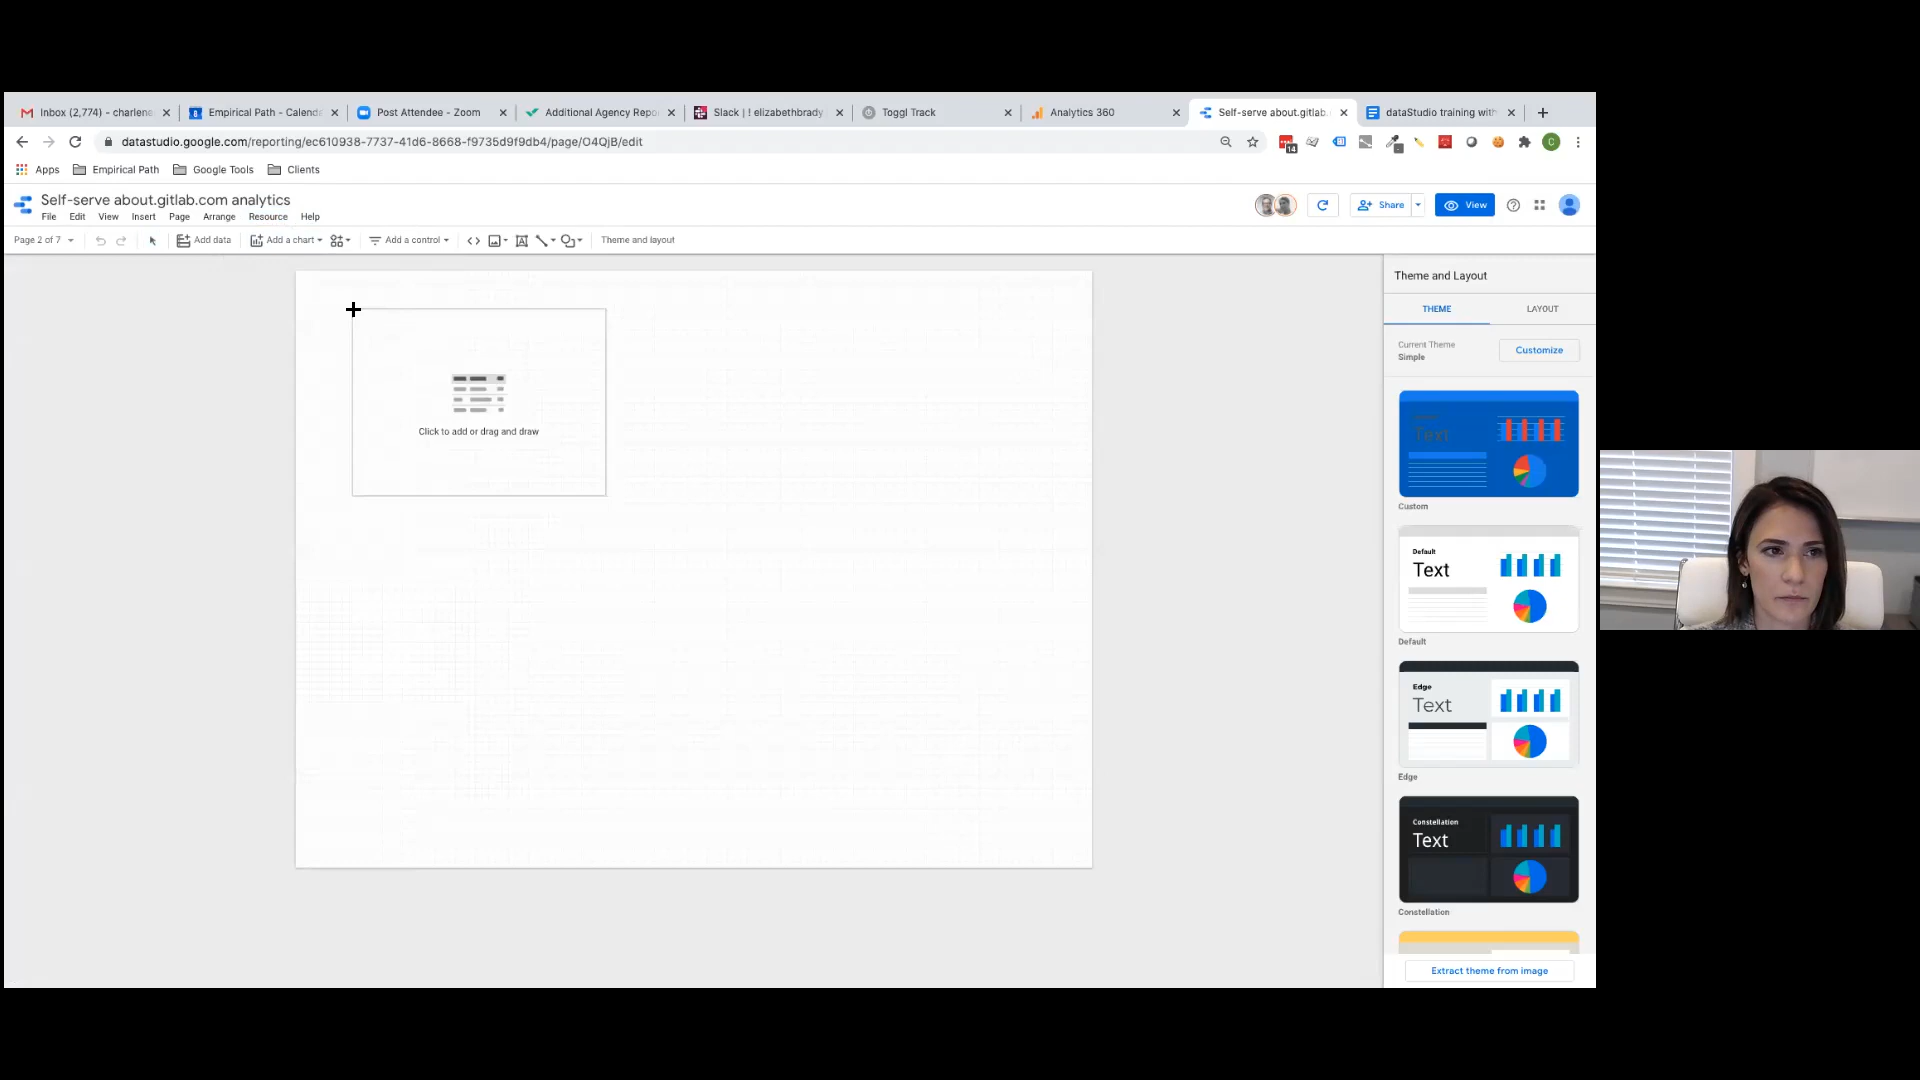 Inbox (2,774) - charlene
Empirical Path - Calenda
Post Attendee - Zoom
Additional Agency Repo
Slack | ! elizabethbrady
Toggl Track
Analytics 360
Self-serve about.gitlab.
dataStudio training with
datastudio.google.com/reporting/ec610938-7737-41d6-8668-f9735d9f9db4/page/O4QjB/edit
14
C
Apps
Empirical Path
Google Tools
Clients
Self-serve about.gitlab.com analytics
File Edit View Insert Page Arrange Resource Help
Share
View
Page 2 of 7
Add data
Add a chart
Add a control
Theme and layout
Click to add or drag and draw
Theme and Layout
THEME
LAYOUT
Current Theme
Simple
Customize
Text
Custom
Default
Text
Default
Edge
Text
Edge
Constellation
Text
Constellation
Extract theme from image